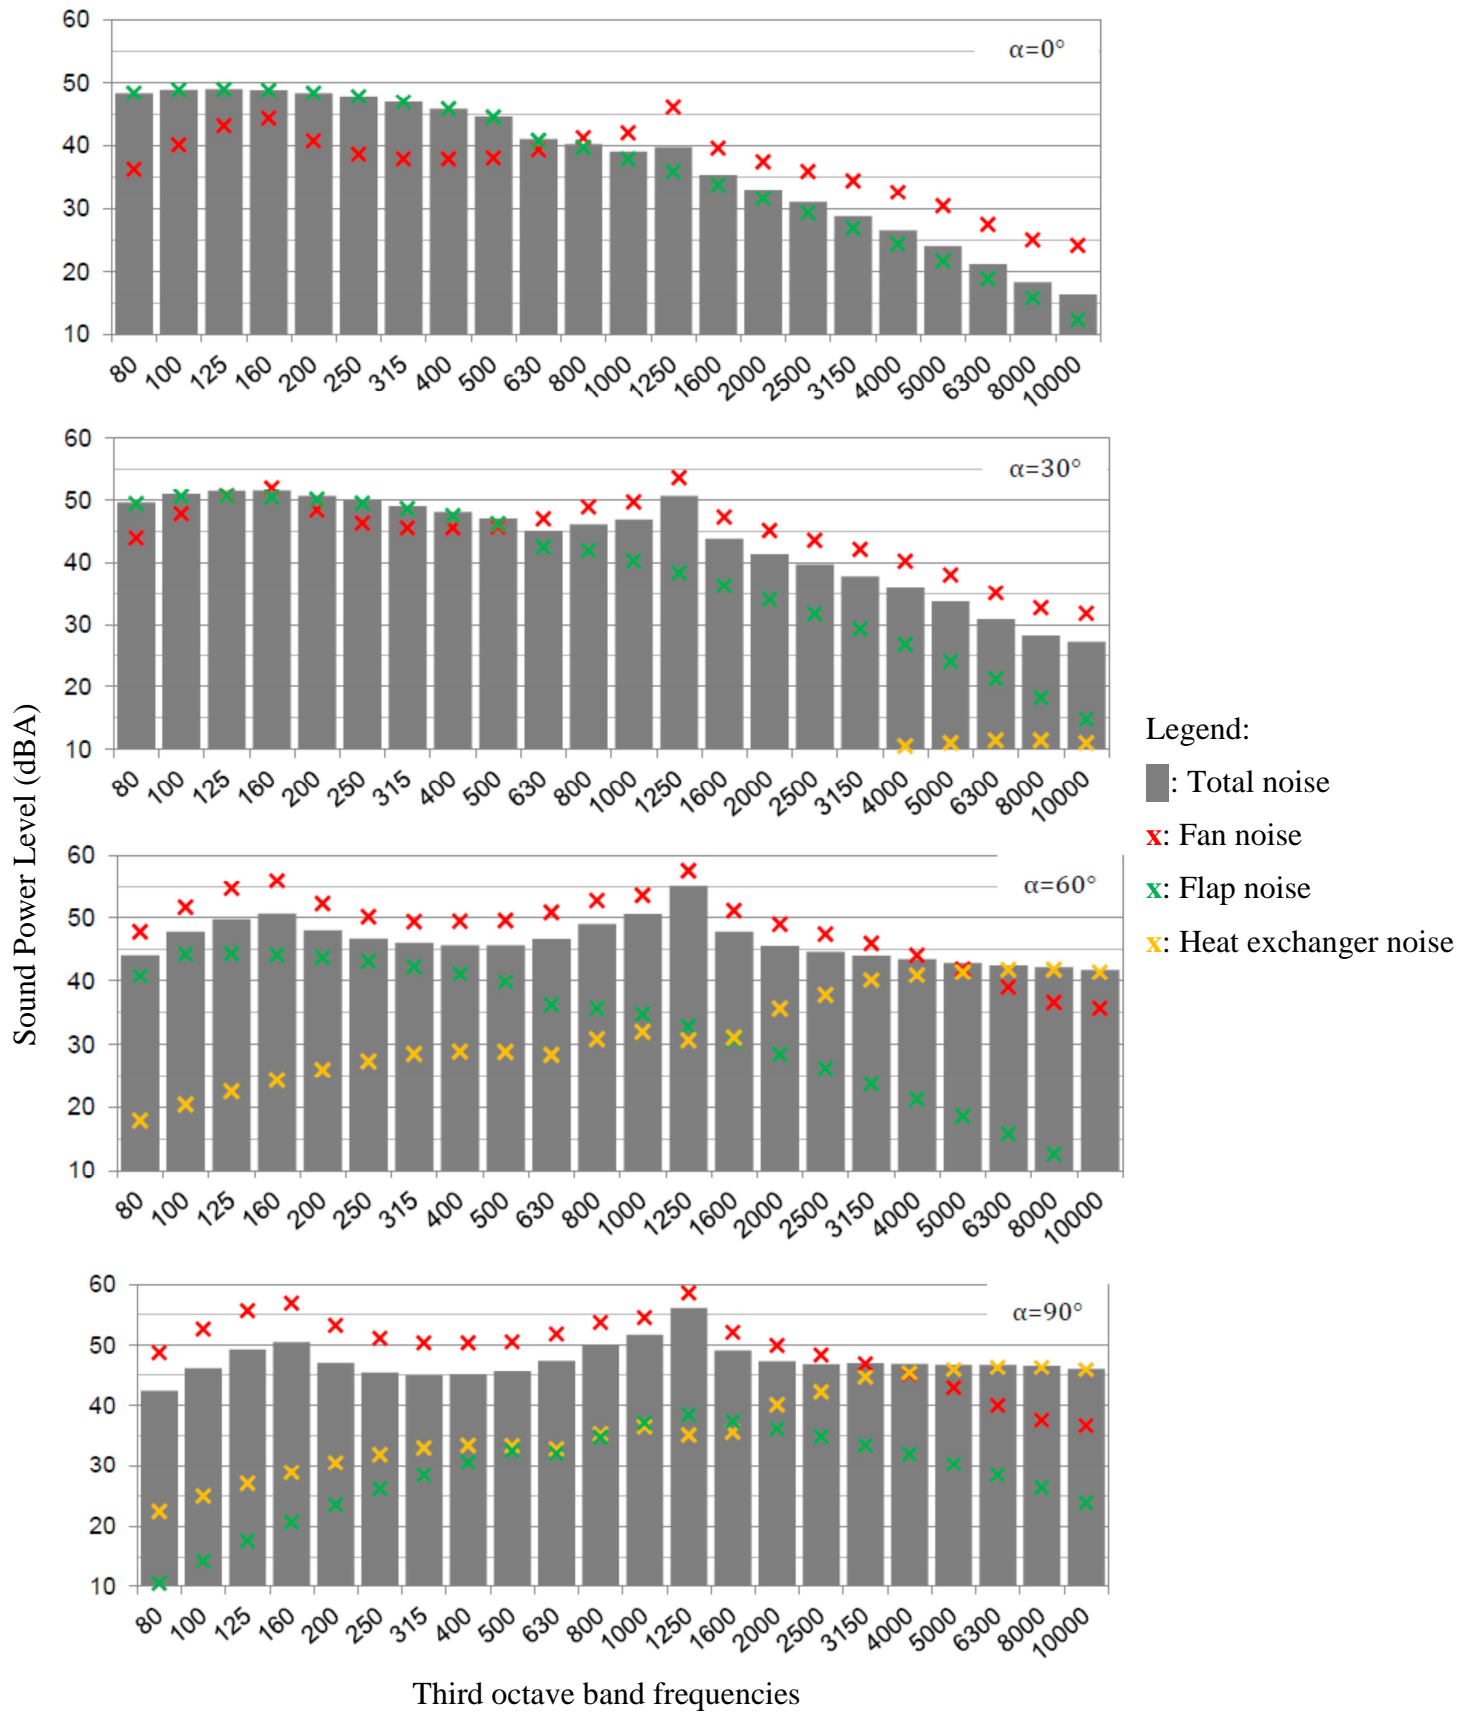 60
50
40
30
20
10
α=0°
80 100 125 160 200 250 315 400 500 630 800 1000 1250 1600 2000 2500 3150 4000 5000 6300 8000 10000
60
50
40
30
20
10
α=30°
80 100 125 160 200 250 315 400 500 630 800 1000 1250 1600 2000 2500 3150 4000 5000 6300 8000 10000
60
50
40
30
20
10
α=60°
80 100 125 160 200 250 315 400 500 630 800 1000 1250 1600 2000 2500 3150 4000 5000 6300 8000 10000
60
50
40
30
20
10
α=90°
80 100 125 160 200 250 315 400 500 630 800 1000 1250 1600 2000 2500 3150 4000 5000 6300 8000 10000
Sound Power Level (dBA)
Third octave band frequencies
Legend:
: Total noise
x: Fan noise
x: Flap noise
x: Heat exchanger noise